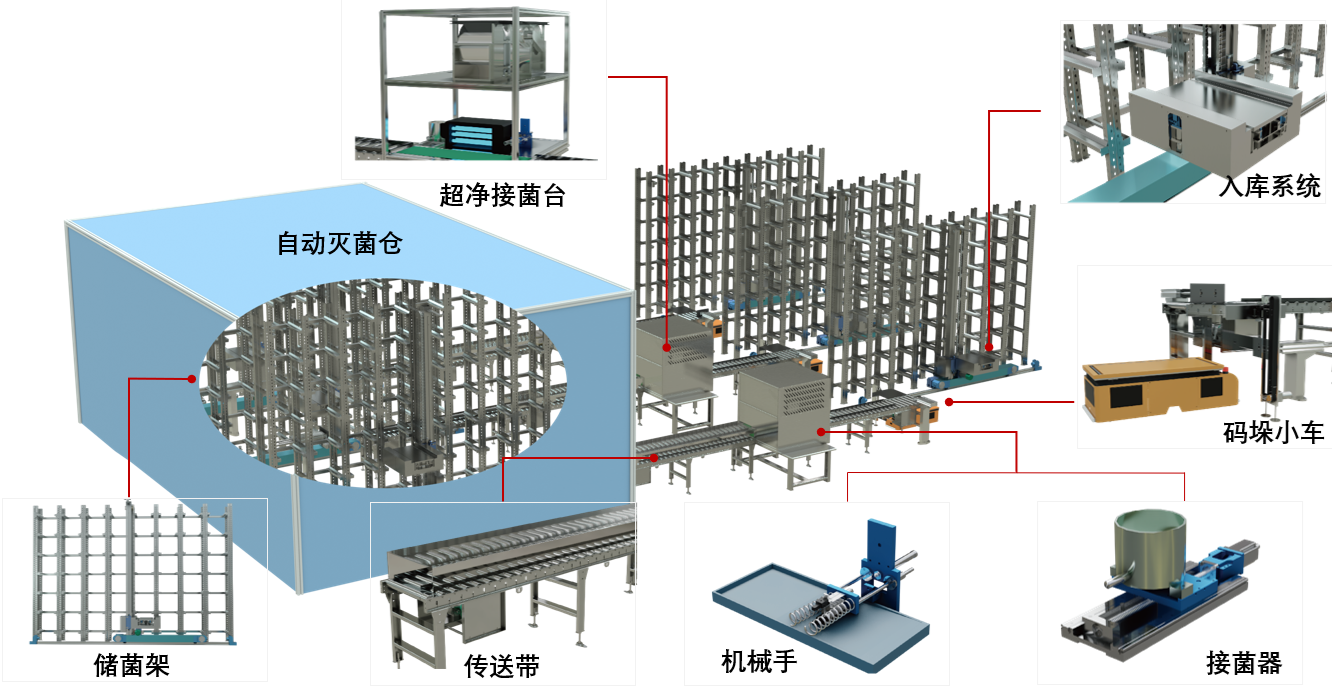 超净接菌台
入库系统
自动灭菌仓
码垛小车
储菌架
传送带
机械手
接菌器